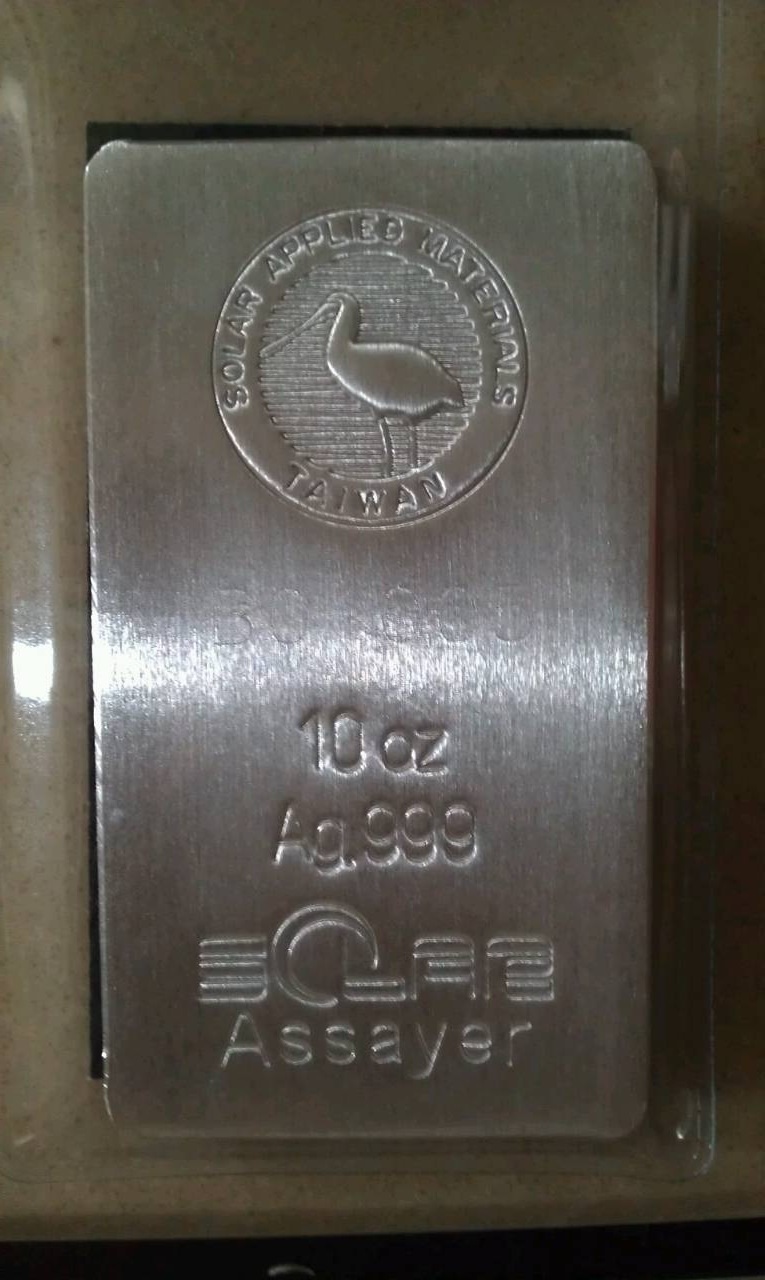 SOLAR APPLIED MATERIALS
TAIWAN
10 oz
Ag.999
SOLAR
Assayer